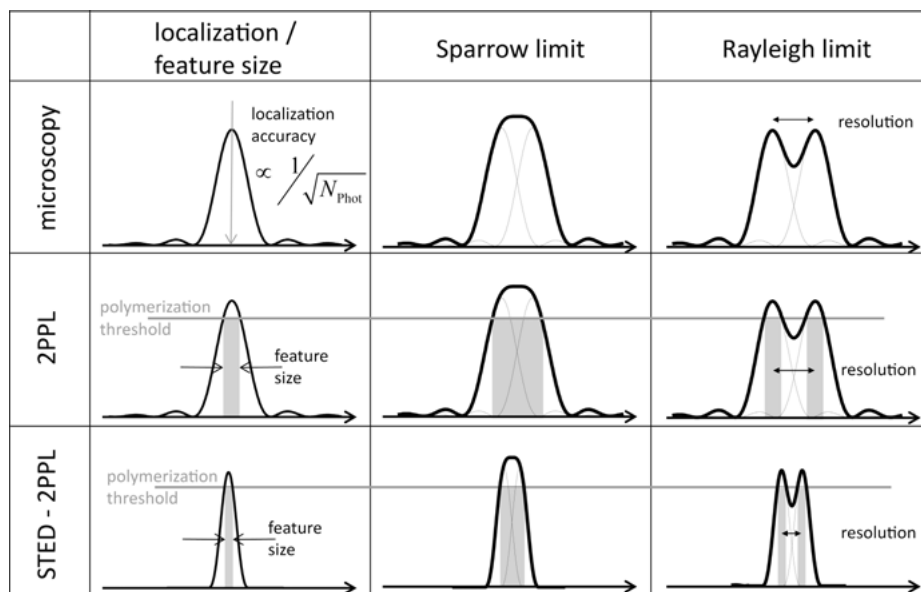 localization /
feature size
Sparrow limit
Rayleigh limit
microscopy
localization
accuracy
∝ 1/√N_Phot
resolution
2PPL
polymerization
threshold
feature
size
resolution
STED - 2PPL
polymerization
threshold
feature
size
resolution